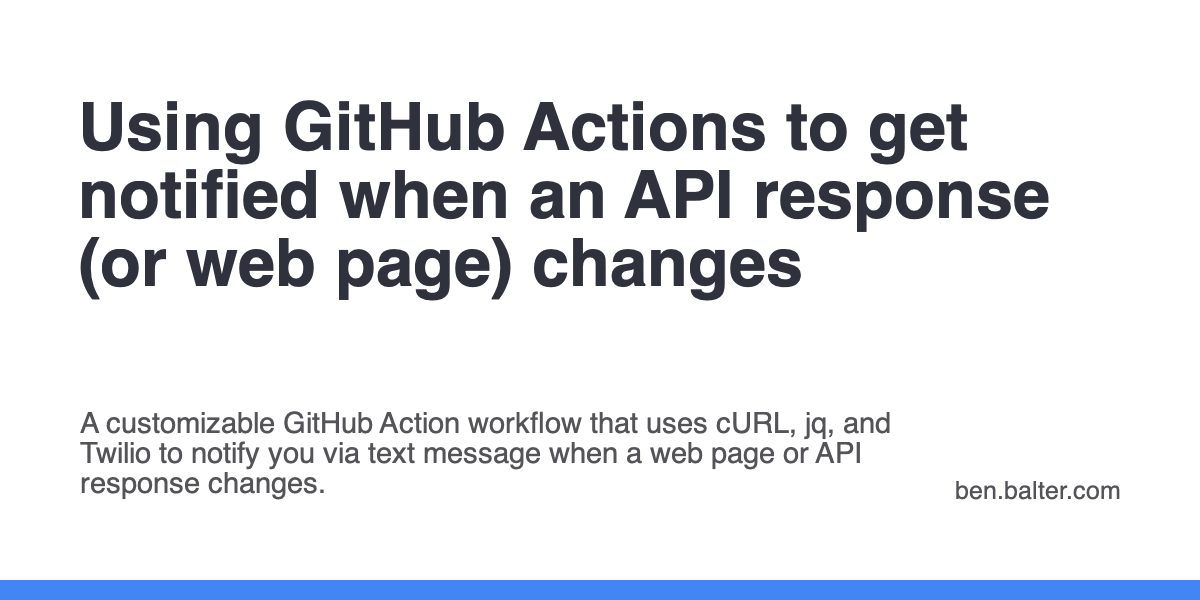 Using GitHub Actions to get
notified when an API response
(or web page) changes
A customizable GitHub Action workflow that uses cURL, jq, and
Twilio to notify you via text message when a web page or API
response changes.
ben.balter.com